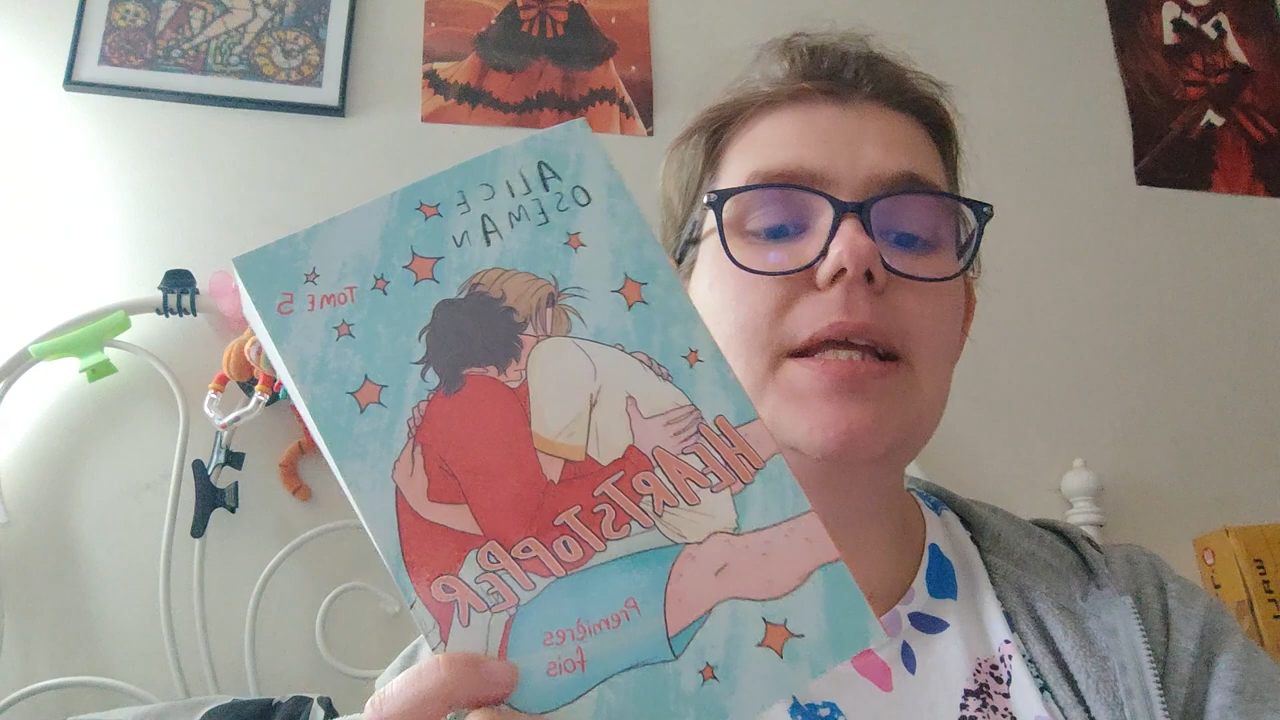 ALICE
OSEMAN
TOME 5
HEARTSTOPPER
Premières
fois